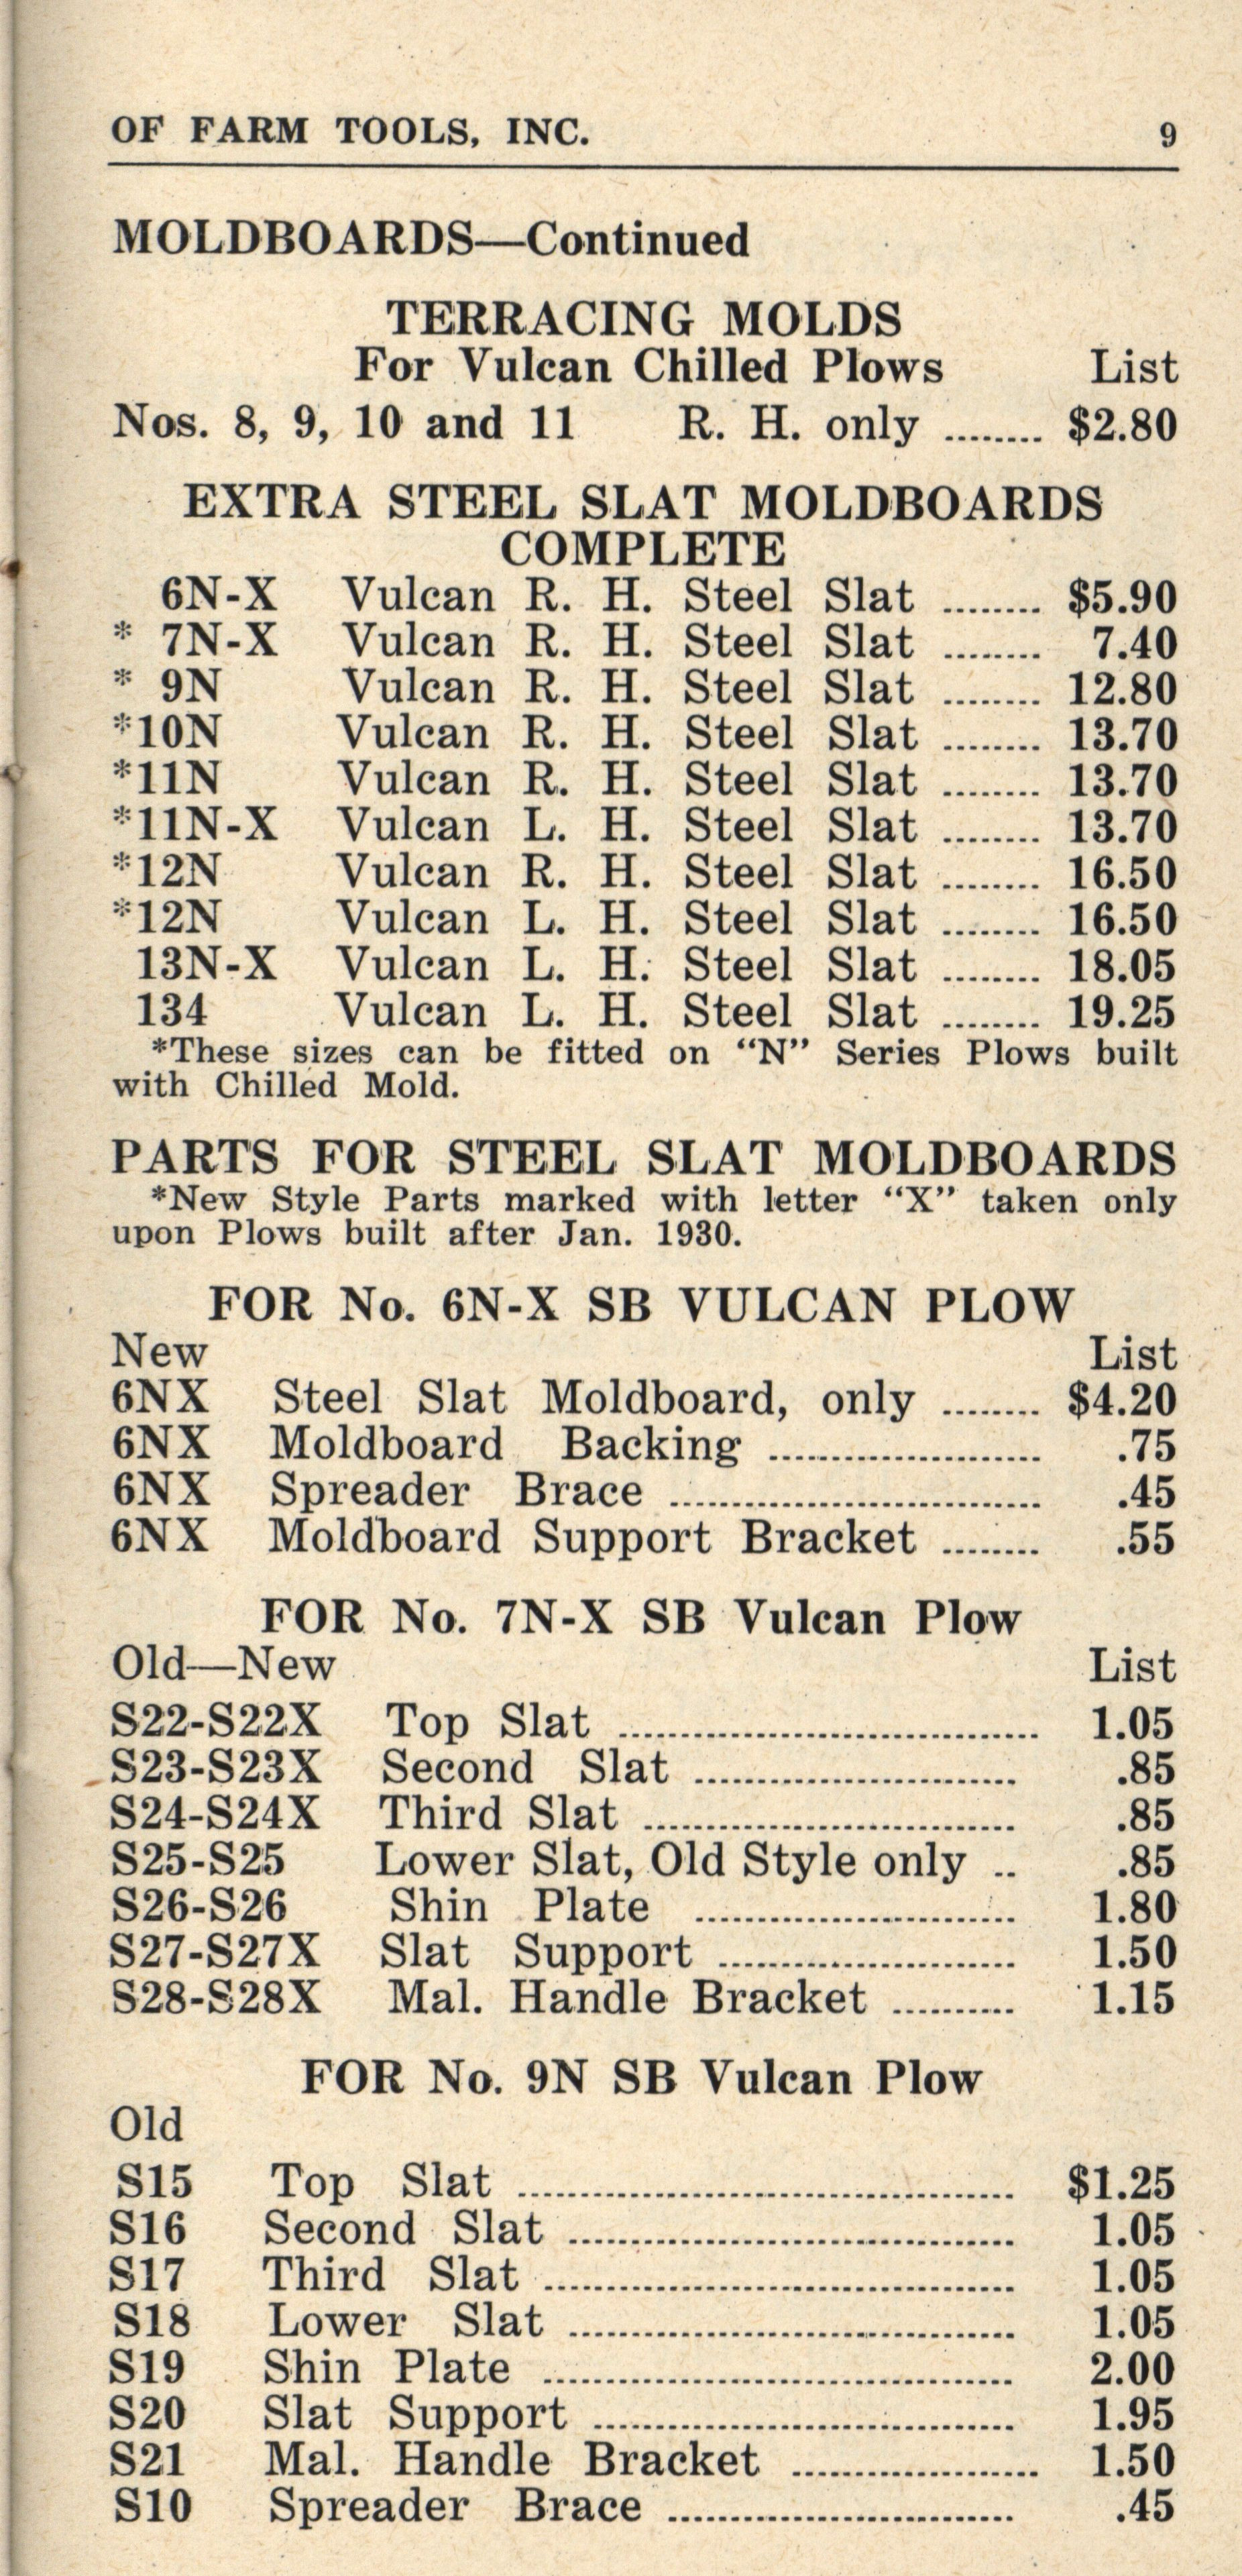 OF FARM TOOLS, INC. 9
MOLDBOARDS—Continued
TERRACING MOLDS
For Vulcan Chilled Plows List
Nos. 8, 9, 10 and 11 R. H. only ........ $2.80
EXTRA STEEL SLAT MOLDBOARDS
COMPLETE
6N-X Vulcan R. H. Steel Slat ........ $5.90
* 7N-X Vulcan R. H. Steel Slat ........ 7.40
* 9N Vulcan R. H. Steel Slat ........ 12.80
*10N Vulcan R. H. Steel Slat ........ 13.70
*11N Vulcan R. H. Steel Slat ........ 13.70
*11N-X Vulcan L. H. Steel Slat ........ 13.70
*12N Vulcan R. H. Steel Slat ........ 16.50
*12N Vulcan L. H. Steel Slat ........ 16.50
13N-X Vulcan L. H. Steel Slat ........ 18.05
134 Vulcan L. H. Steel Slat ........ 19.25
*These sizes can be fitted on “N” Series Plows built
with Chilled Mold.
PARTS FOR STEEL SLAT MOLDBOARDS
*New Style Parts marked with letter “X” taken only
upon Plows built after Jan. 1930.
FOR No. 6N-X SB VULCAN PLOW
New List
6NX Steel Slat Moldboard, only ........ $4.20
6NX Moldboard Backing ...................... .75
6NX Spreader Brace .............................. .45
6NX Moldboard Support Bracket ........ .55
FOR No. 7N-X SB Vulcan Plow
Old—New List
S22-S22X Top Slat .................................. 1.05
S23-S23X Second Slat .......................... .85
S24-S24X Third Slat .............................. .85
S25-S25 Lower Slat, Old Style only .. .85
S26-S26 Shin Plate .......................... 1.80
S27-S27X Slat Support ........................ 1.50
S28-S28X Mal. Handle Bracket .......... 1.15
FOR No. 9N SB Vulcan Plow
Old
S15 Top Slat ........................................ $1.25
S16 Second Slat .................................... 1.05
S17 Third Slat ...................................... 1.05
S18 Lower Slat .................................... 1.05
S19 Shin Plate ...................................... 2.00
S20 Slat Support .................................. 1.95
S21 Mal. Handle Bracket .................... 1.50
S10 Spreader Brace ............................ .45